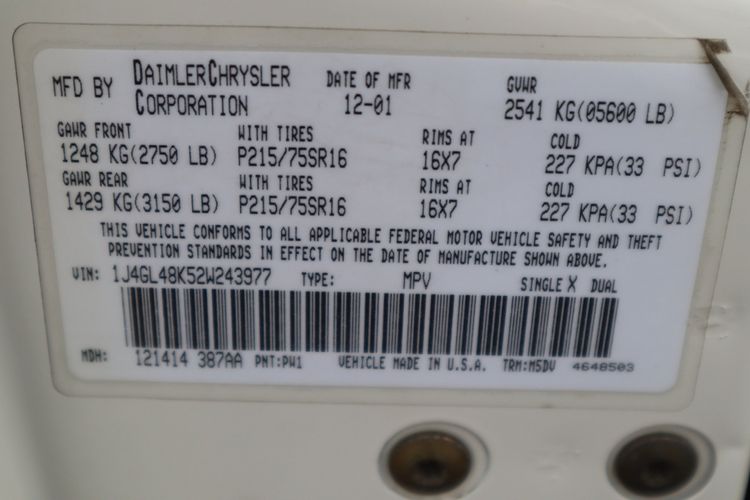 MFD BY DAIMLERCHRYSLER CORPORATION DATE OF MFR 12-01 GVWR 2541 KG(05600 LB)
GAWR FRONT WITH TIRES RIMS AT COLD
1248 KG(2750 LB) P215/75SR16 16X7 227 KPA(33 PSI)
GAWR REAR WITH TIRES RIMS AT COLD
1429 KG(3150 LB) P215/75SR16 16X7 227 KPA(33 PSI)
THIS VEHICLE CONFORMS TO ALL APPLICABLE FEDERAL MOTOR VEHICLE SAFETY AND THEFT
PREVENTION STANDARDS IN EFFECT ON THE DATE OF MANUFACTURE SHOWN ABOVE.
VIN: 1J4GL48K52W243977 TYPE: MPV SINGLE X DUAL
MDH: 121414 387AA PNT:PW1 VEHICLE MADE IN U.S.A. TRM:M5DV 4648503